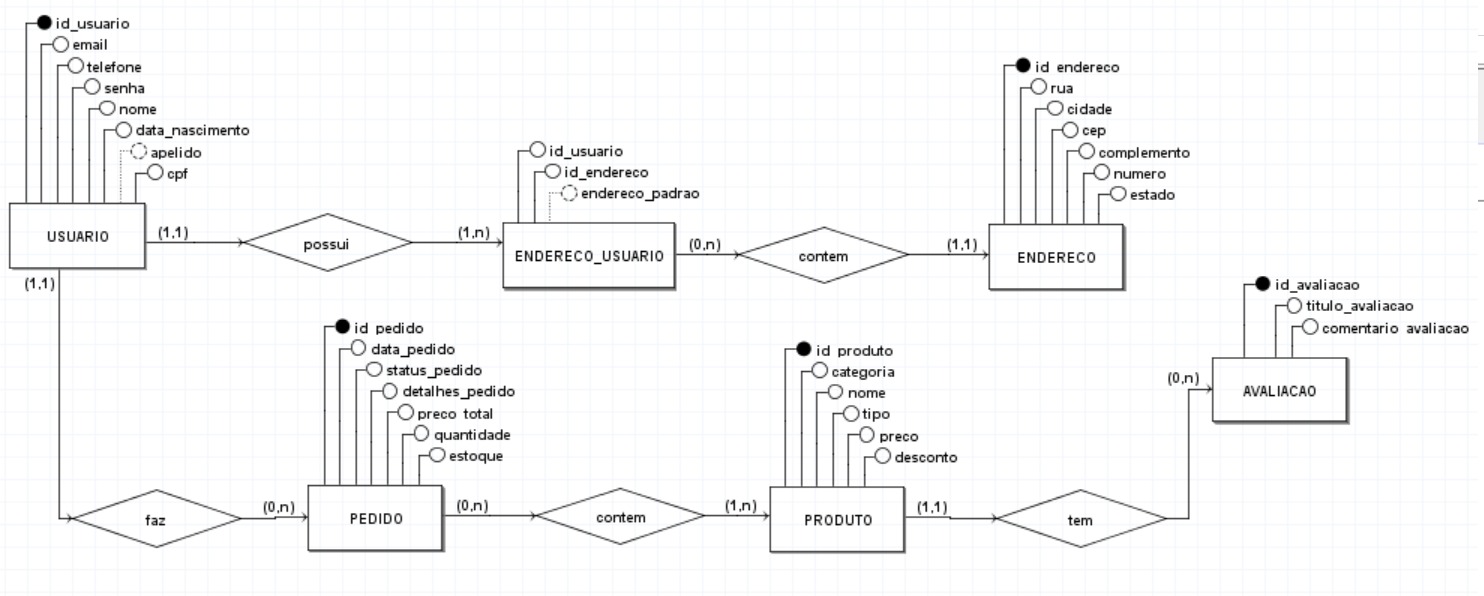 id_usuario
email
telefone
senha
nome
data_nascimento
apelido
cpf
USUARIO
(1,1)
possui
(1,n)
id_usuario
id_endereco
endereco_padrao
ENDERECO_USUARIO
(0,n)
contem
(1,1)
id endereco
rua
cidade
cep
complemento
numero
estado
ENDERECO
(1,1)
faz
(0,n)
id pedido
data_pedido
status_pedido
detalhes_pedido
preco total
quantidade
estoque
PEDIDO
(0,n)
contem
(1,n)
id produto
categoria
nome
tipo
preco
desconto
PRODUTO
(1,1)
tem
(0,n)
id_avaliacao
titulo_avaliacao
comentario avaliacao
AVALIACAO